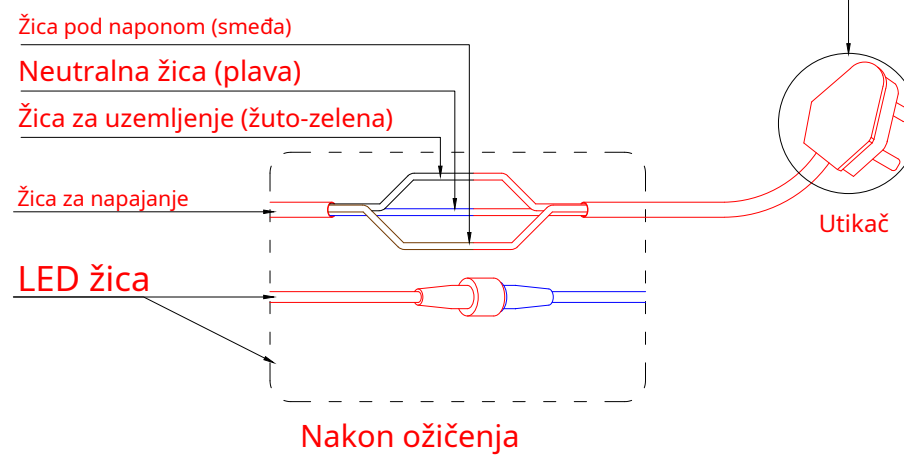 Žica pod naponom (smeđa)
Neutralna žica (plava)
Žica za uzemljenje (žuto-zelena)
Žica za napajanje
Utikač
LED žica
Nakon ožičenja